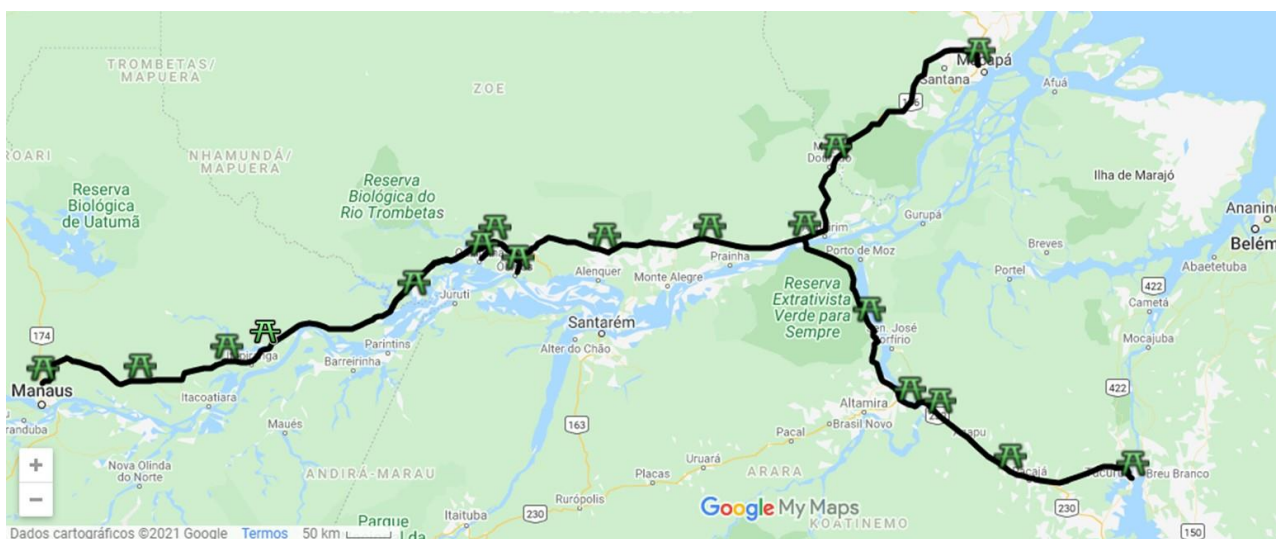 TROMBETAS/
MAPUERA
ZOE
Macapá
Santana
Afuá
156
NHAMUNDÁ/
MAPUERA
Reserva
Biológica
de Uatumã
Reserva
Biológica do
Rio Trombetas
Ilha de Marajó
Gurupá
Porto de Moz
Breves
Portel
Ananin
Belém
Abaetetuba
422
Cametá
Mocajuba
Alenquer
Monte Alegre
Prainha
Juruti
Santarém
Alter do Chão
Reserva
Extrativista
Verde para
Sempre
174
Manaus
Parintins
Barreirinha
Itacoatiara
Maués
Nova Olinda
do Norte
ANDIRÁ-MARAU
163
Altamira
Brasil Novo
Pacal
Uruará
Placas
ARARA
Rurópolis
230
Itaituba
422
Breu Branco
230
150
KOATINEMO
Parque
+
−
Google My Maps
Dados cartográficos ©2021 Google Termos 50 km